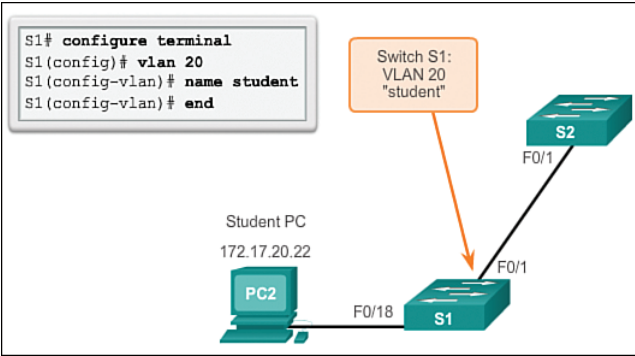 S1# configure terminal
S1(config)# vlan 20
S1(config-vlan)# name student
S1(config-vlan)# end
Switch S1:
VLAN 20
"student"
S2
F0/1
Student PC
172.17.20.22
F0/1
PC2
F0/18
S1